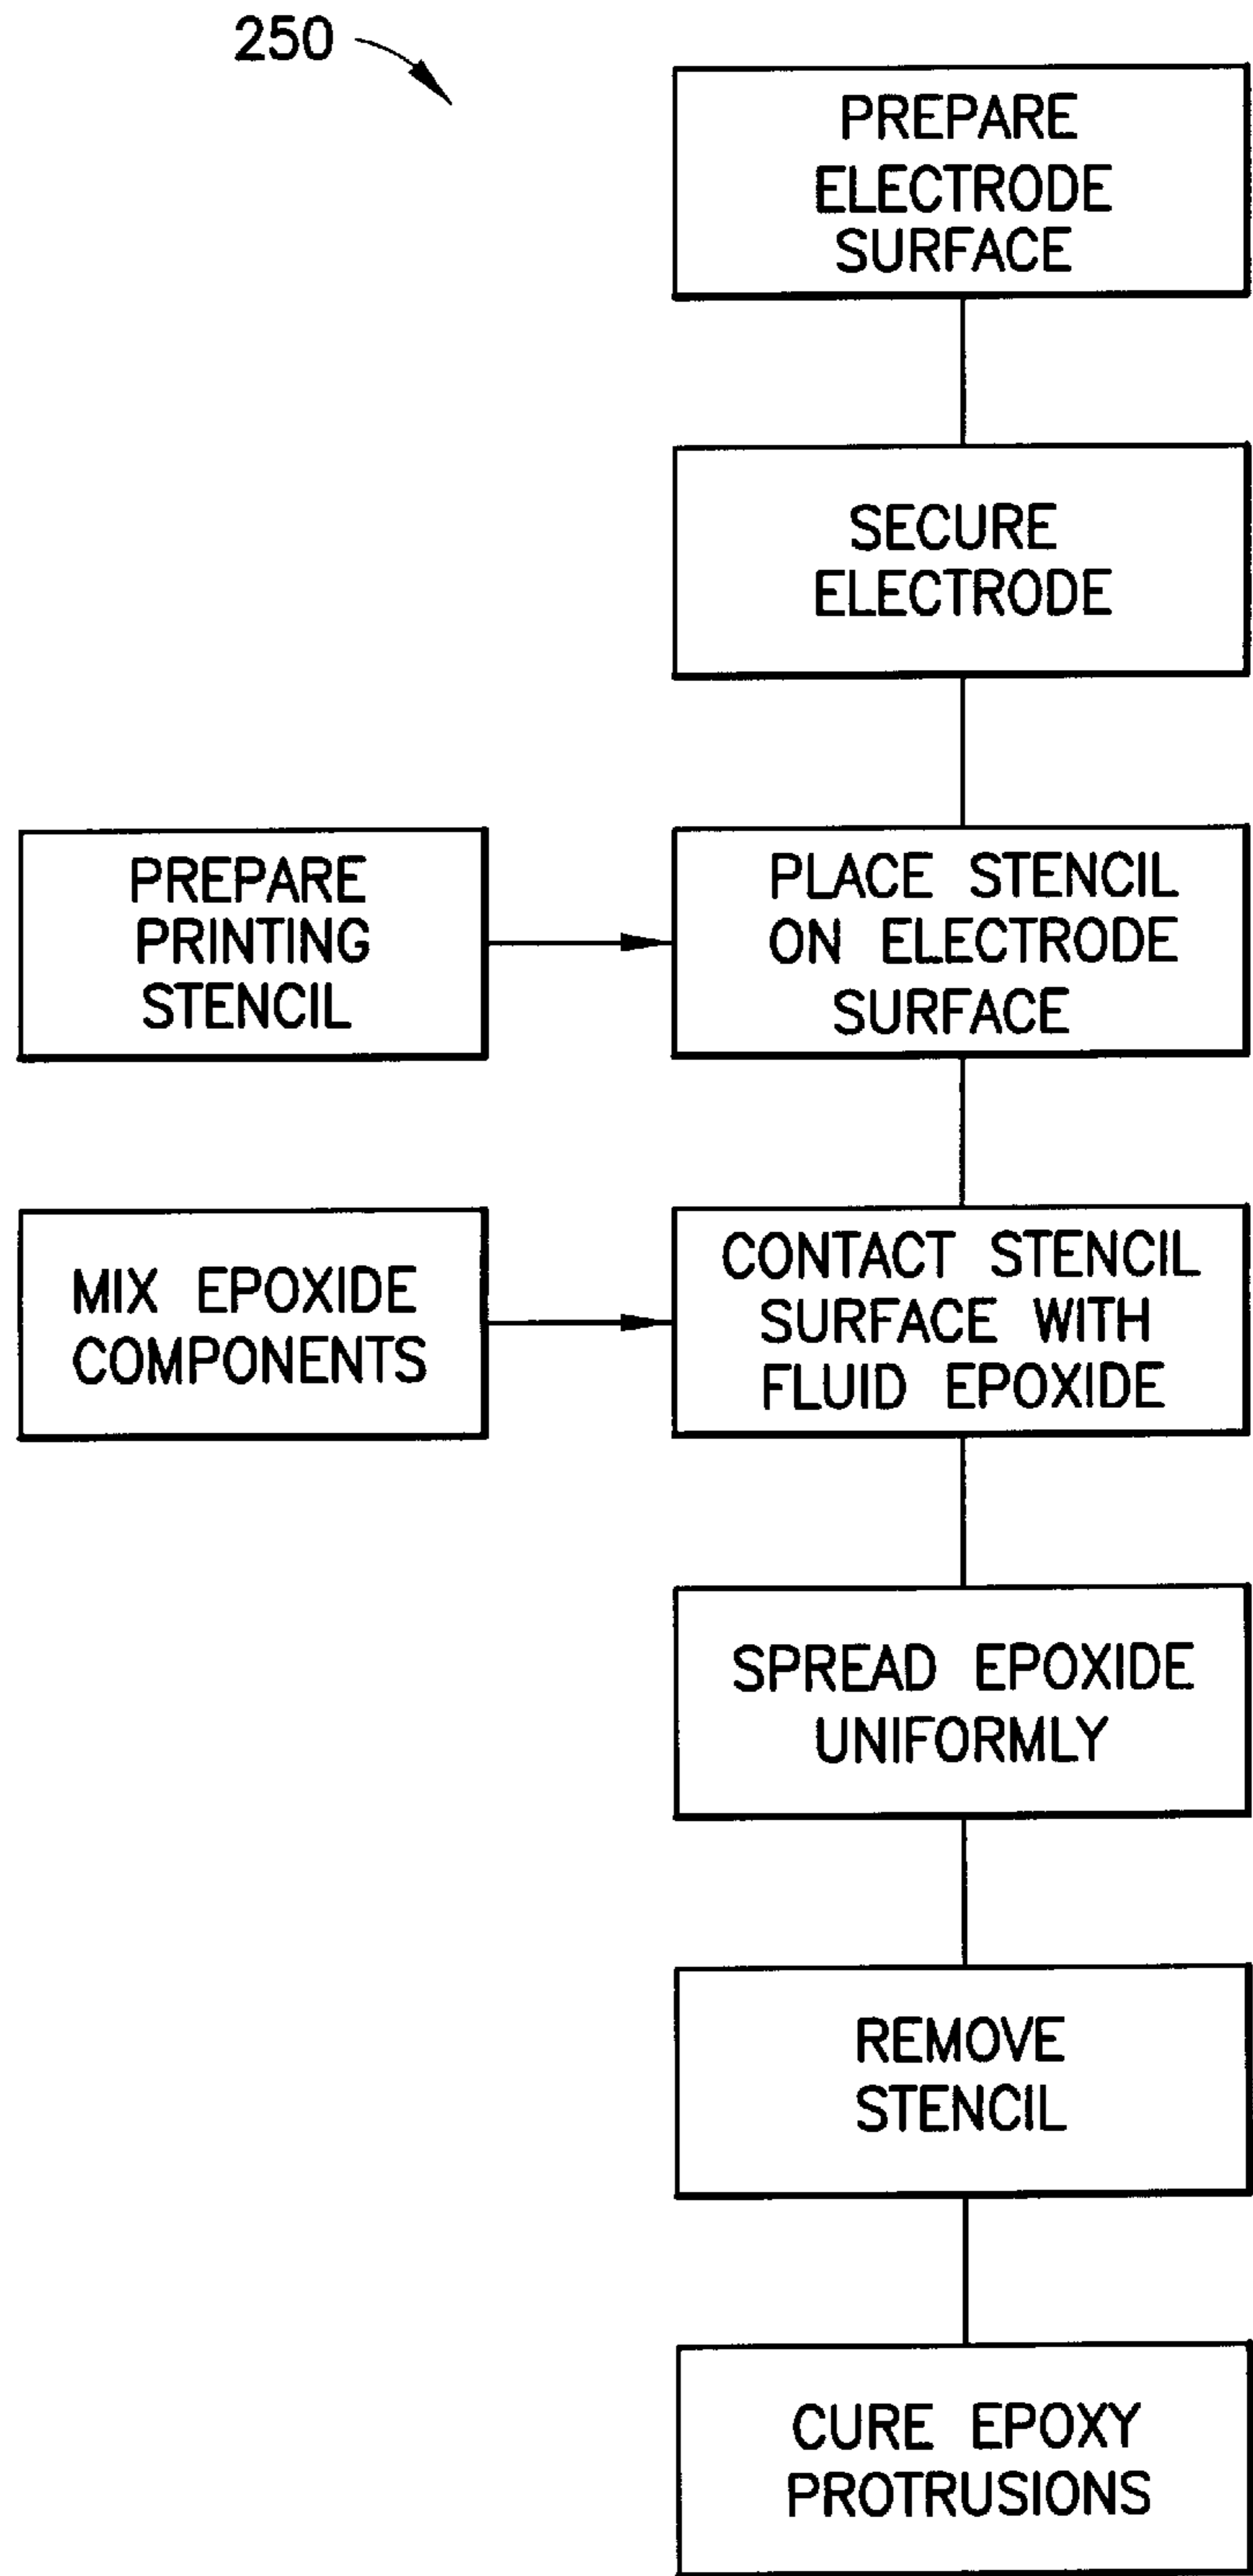 250
PREPARE
ELECTRODE
SURFACE
SECURE
ELECTRODE
PREPARE
PRINTING
STENCIL
PLACE STENCIL
ON ELECTRODE
SURFACE
MIX EPOXIDE
COMPONENTS
CONTACT STENCIL
SURFACE WITH
FLUID EPOXIDE
SPREAD EPOXIDE
UNIFORMLY
REMOVE
STENCIL
CURE EPOXY
PROTRUSIONS